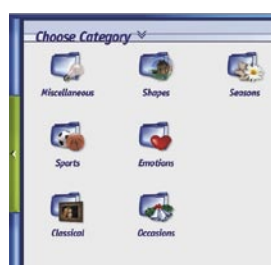 Choose Category
Miscellaneous Shapes Seasons
Sports Emotions
Classical Occasions